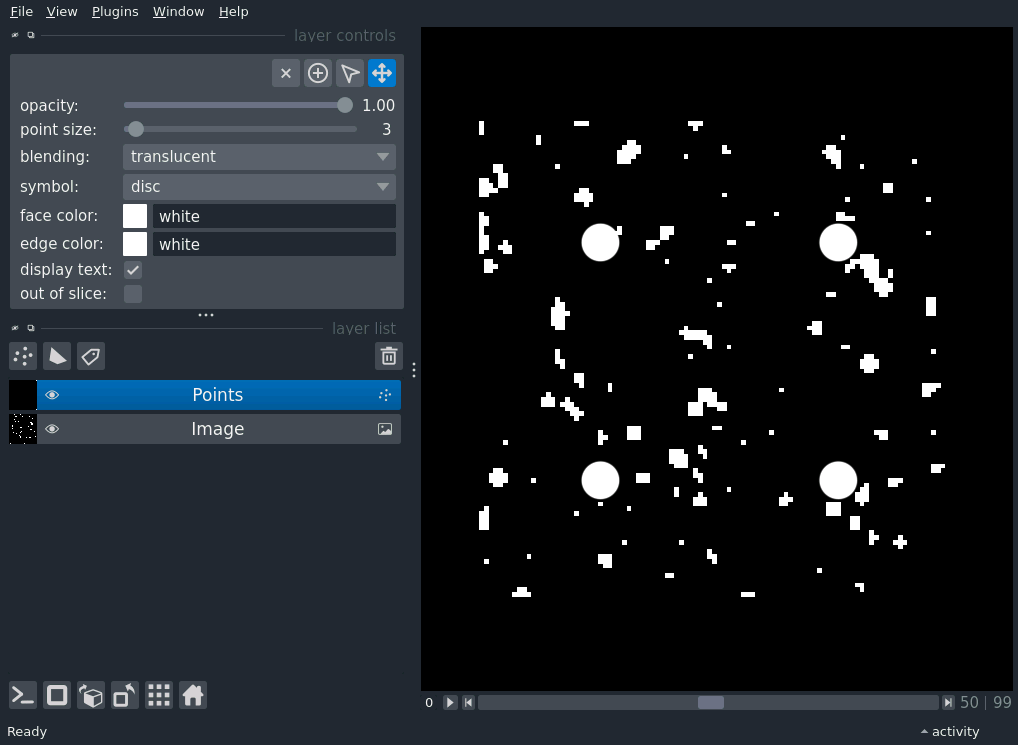 File View Plugins Window Help
layer controls
opacity: 1.00
point size: 3
blending: translucent
symbol: disc
face color: white
edge color: white
display text:
out of slice:
layer list
Points
Image
0 50 | 99
Ready activity